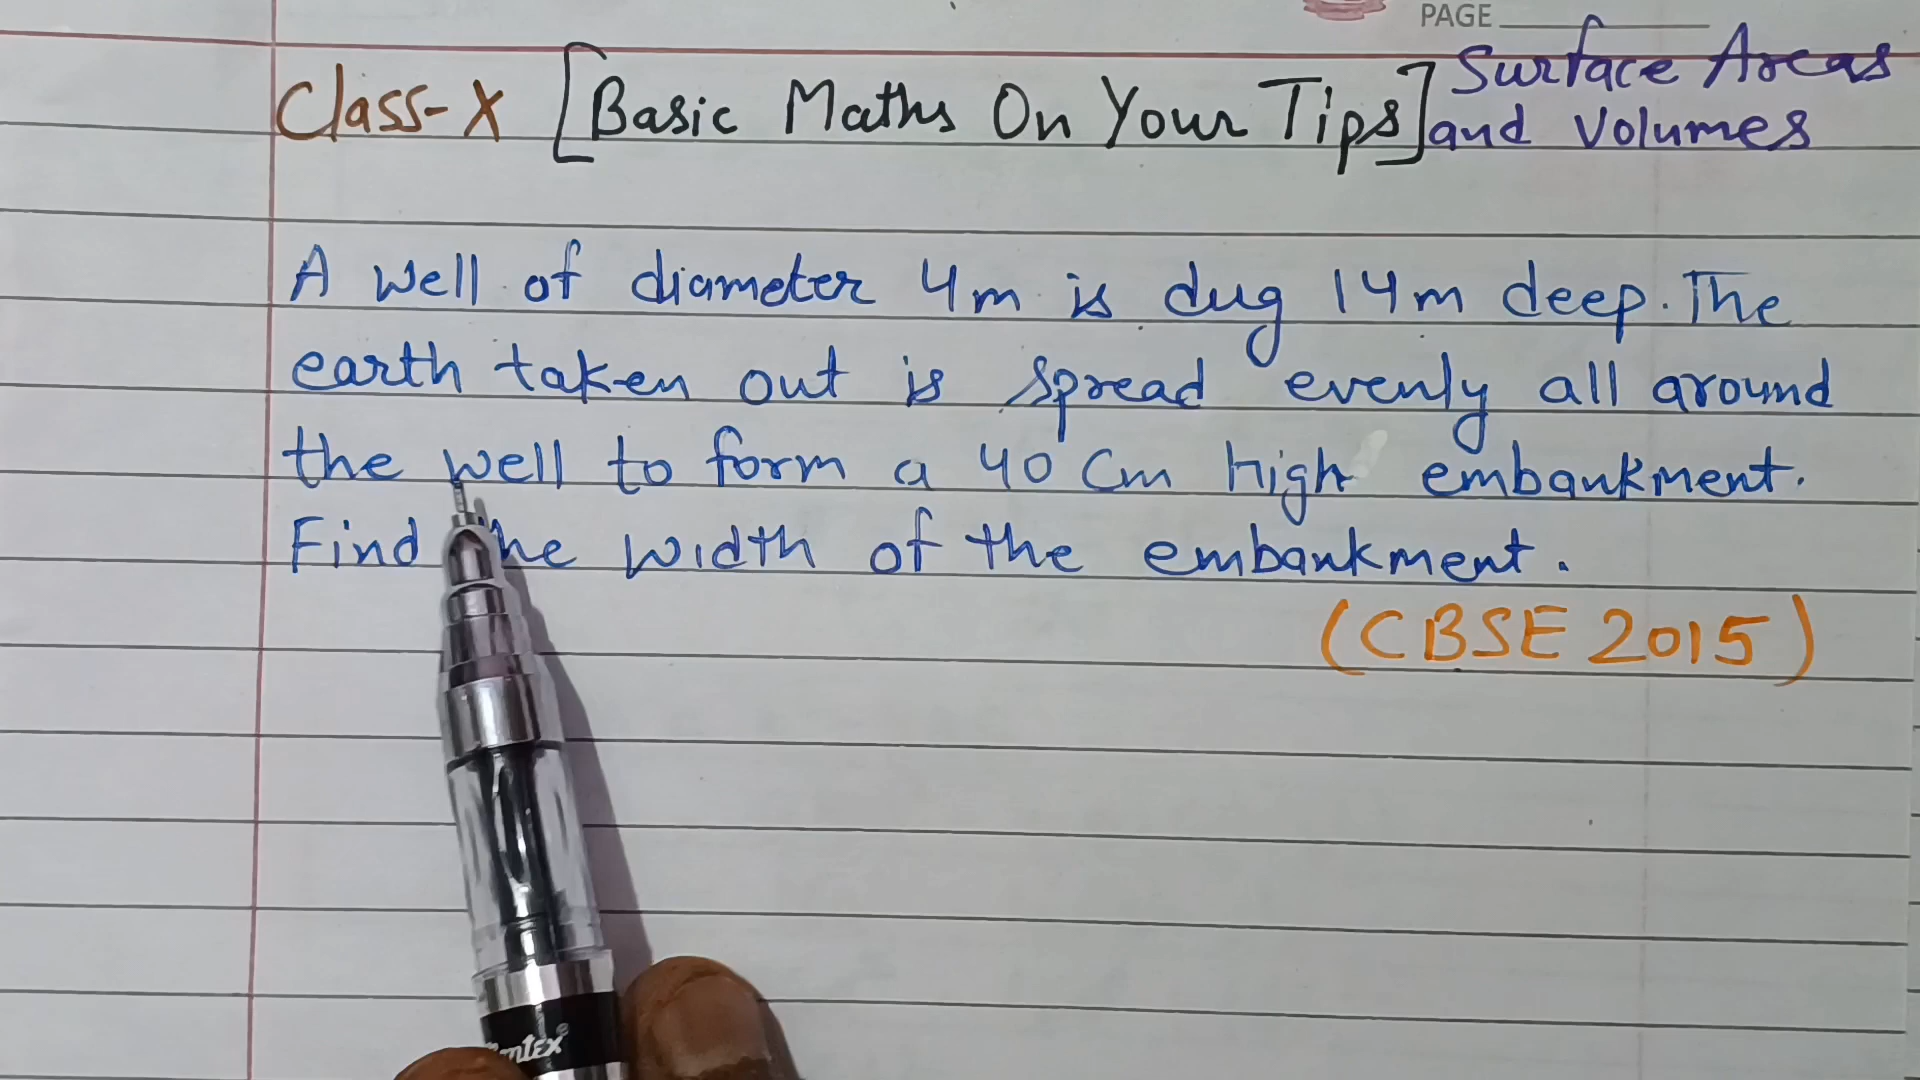 PAGE
Class-X [Basic Maths On Your Tips] Surface Areas
and Volumes
A well of diameter 4m is dug 14m deep. The
earth taken out is spread evenly all around
the well to form a 40 cm high embankment.
Find the width of the embankment.
(CBSE 2015)